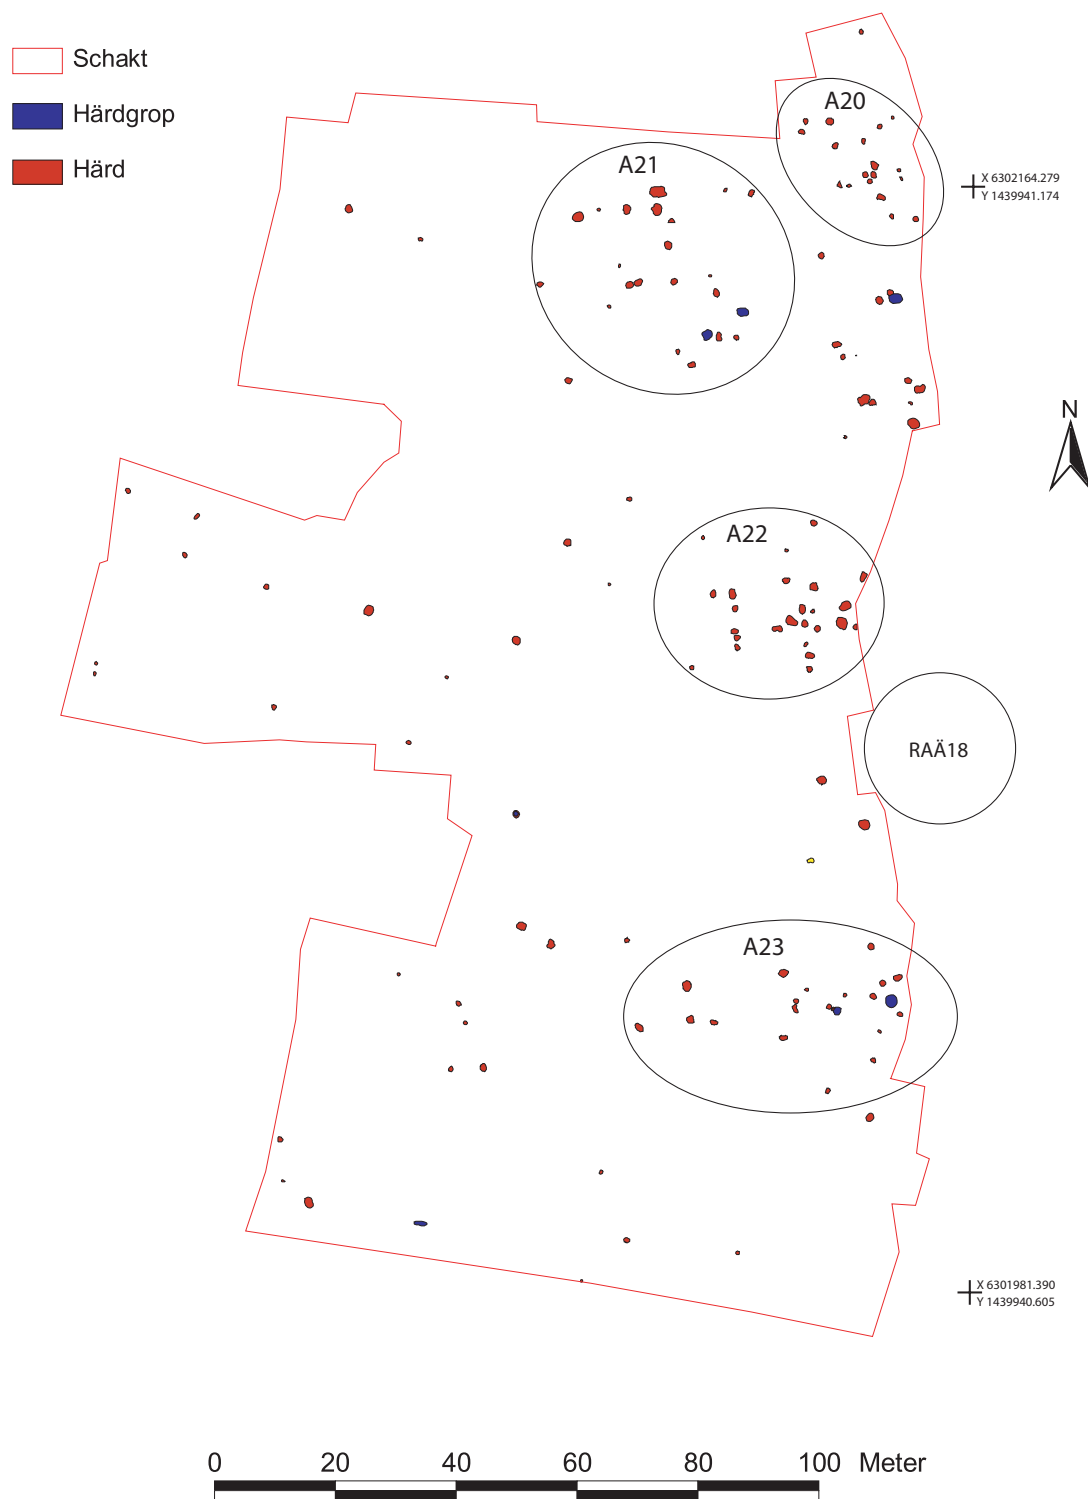 Schakt
Härdgrop
Härd
A20
A21
X 6302164.279
Y 1439941.174
N
A22
RAÄ18
A23
X 6301981.390
Y 1439940.605
0 20 40 60 80 100 Meter